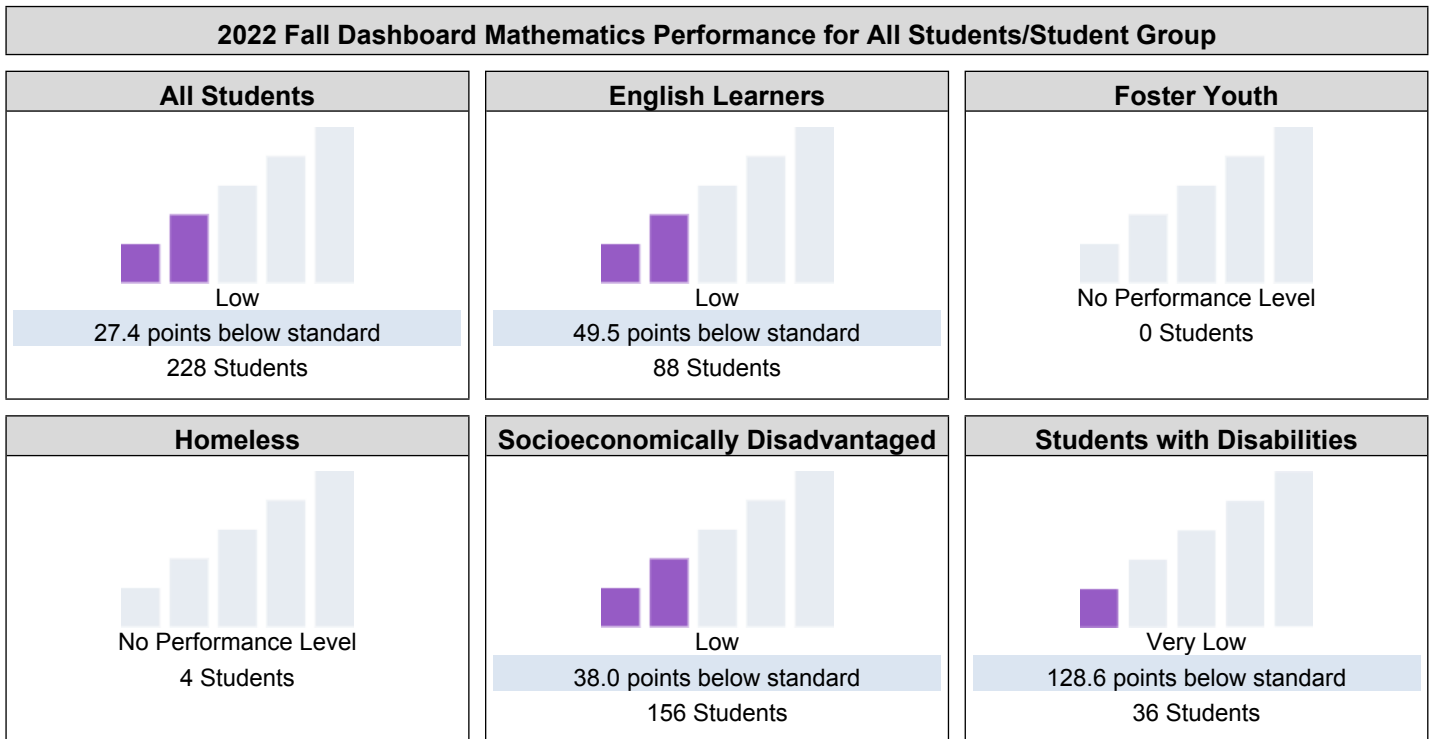 2022 Fall Dashboard Mathematics Performance for All Students/Student Group
All Students
Low
27.4 points below standard
228 Students
English Learners
Low
49.5 points below standard
88 Students
Foster Youth
No Performance Level
0 Students
Homeless
No Performance Level
4 Students
Socioeconomically Disadvantaged
Low
38.0 points below standard
156 Students
Students with Disabilities
Very Low
128.6 points below standard
36 Students